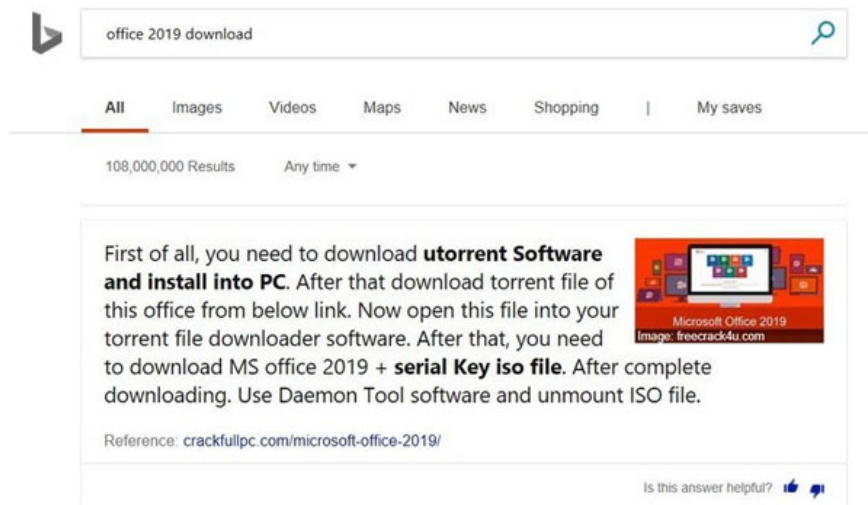 office 2019 download
All Images Videos Maps News Shopping | My saves
108,000,000 Results Any time
First of all, you need to download utorrent Software
and install into PC. After that download torrent file of
this office from below link. Now open this file into your
torrent file downloader software. After that, you need
to download MS office 2019 + serial Key iso file. After complete
downloading. Use Daemon Tool software and unmount ISO file.
Microsoft Office 2019
Image: freecrack4u.com
Reference: crackfullpc.com/microsoft-office-2019/
Is this answer helpful?